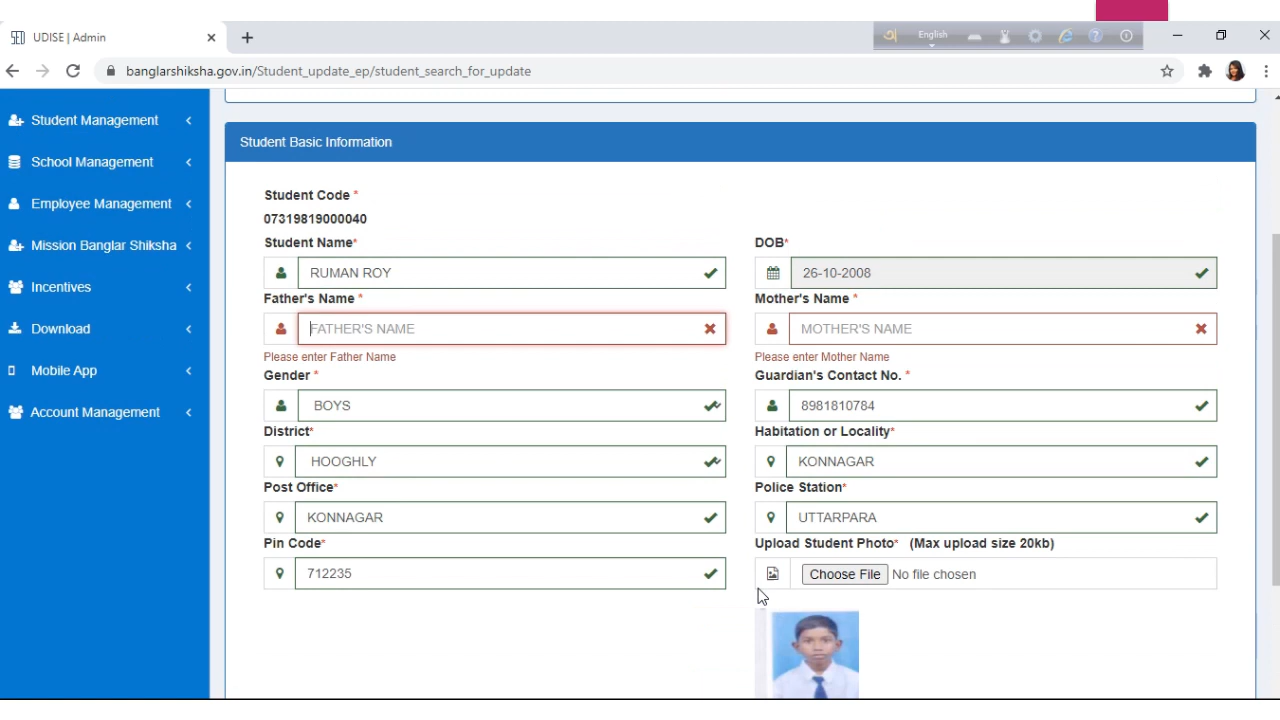 UDISE | Admin
English
banglarshiksha.gov.in/Student_update_ep/student_search_for_update
Student Management
School Management
Employee Management
Mission Banglar Shiksha
Incentives
Download
Mobile App
Account Management
Student Basic Information
Student Code *
07319819000040
Student Name* DOB*
RUMAN ROY 26-10-2008
Father's Name * Mother's Name *
FATHER'S NAME MOTHER'S NAME
Please enter Father Name Please enter Mother Name
Gender * Guardian's Contact No. *
BOYS 8981810784
District* Habitation or Locality*
HOOGHLY KONNAGAR
Post Office* Police Station*
KONNAGAR UTTARPARA
Pin Code* Upload Student Photo* (Max upload size 20kb)
712235 Choose File No file chosen